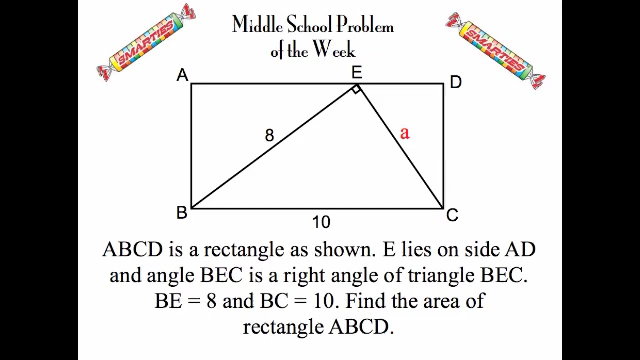 Middle School Problem
of the Week
SMARTIES
SMARTIES
A
E
D
8
a
B
C
10
ABCD is a rectangle as shown. E lies on side AD
and angle BEC is a right angle of triangle BEC.
BE = 8 and BC = 10. Find the area of
rectangle ABCD.